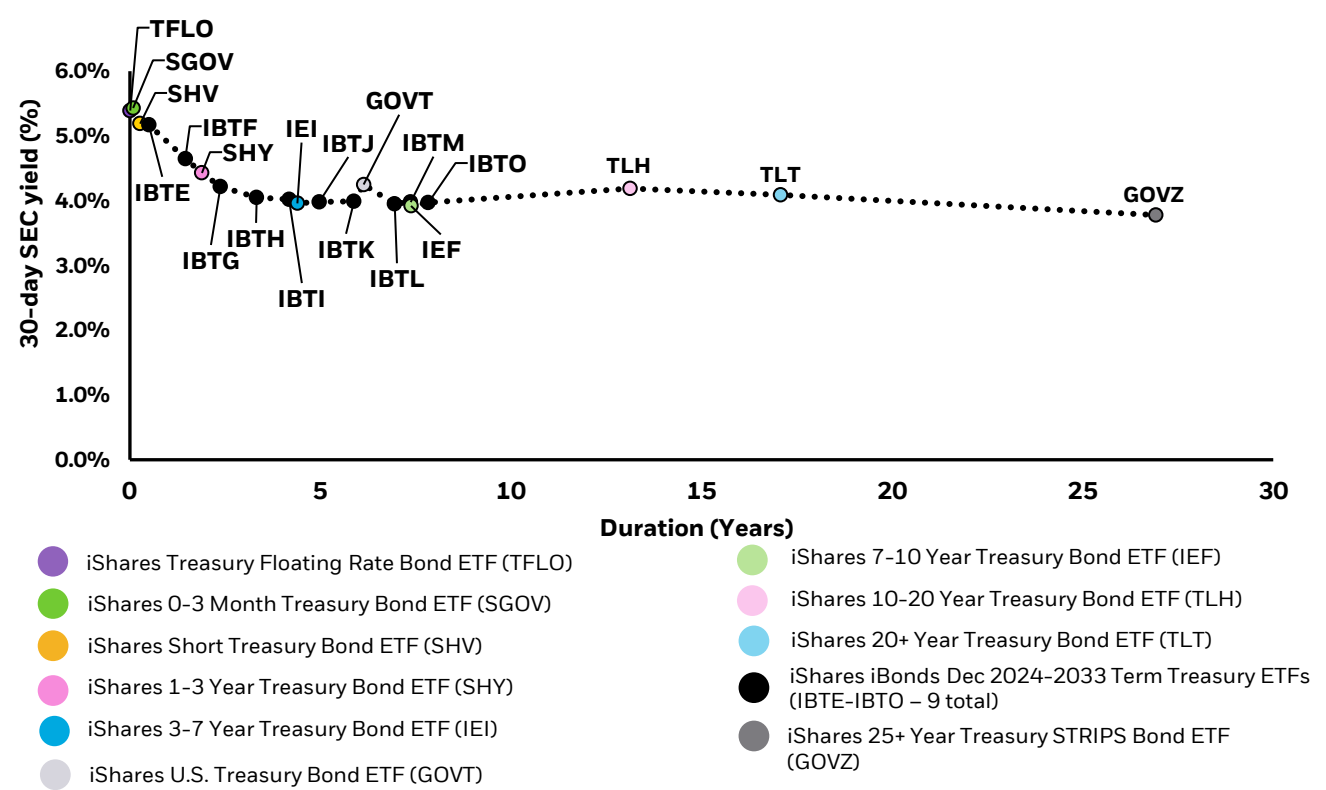 TFLO
SGOV
6.0%
SHV
GOVT
5.0%
IBTF
IEI
IBTJ
IBTM
SHY
IBTO
TLH
TLT
IBTE
GOVZ
4.0%
IBTH
IBTK
IEF
IBTG
3.0%
IBTL
IBTI
2.0%
1.0%
0.0%
30-day SEC yield (%)
0 5 10 15 20 25 30
Duration (Years)
iShares Treasury Floating Rate Bond ETF (TFLO)
iShares 0-3 Month Treasury Bond ETF (SGOV)
iShares Short Treasury Bond ETF (SHV)
iShares 1-3 Year Treasury Bond ETF (SHY)
iShares 3-7 Year Treasury Bond ETF (IEI)
iShares U.S. Treasury Bond ETF (GOVT)
iShares 7-10 Year Treasury Bond ETF (IEF)
iShares 10-20 Year Treasury Bond ETF (TLH)
iShares 20+ Year Treasury Bond ETF (TLT)
iShares iBonds Dec 2024-2033 Term Treasury ETFs
(IBTE-IBTO – 9 total)
iShares 25+ Year Treasury STRIPS Bond ETF
(GOVZ)